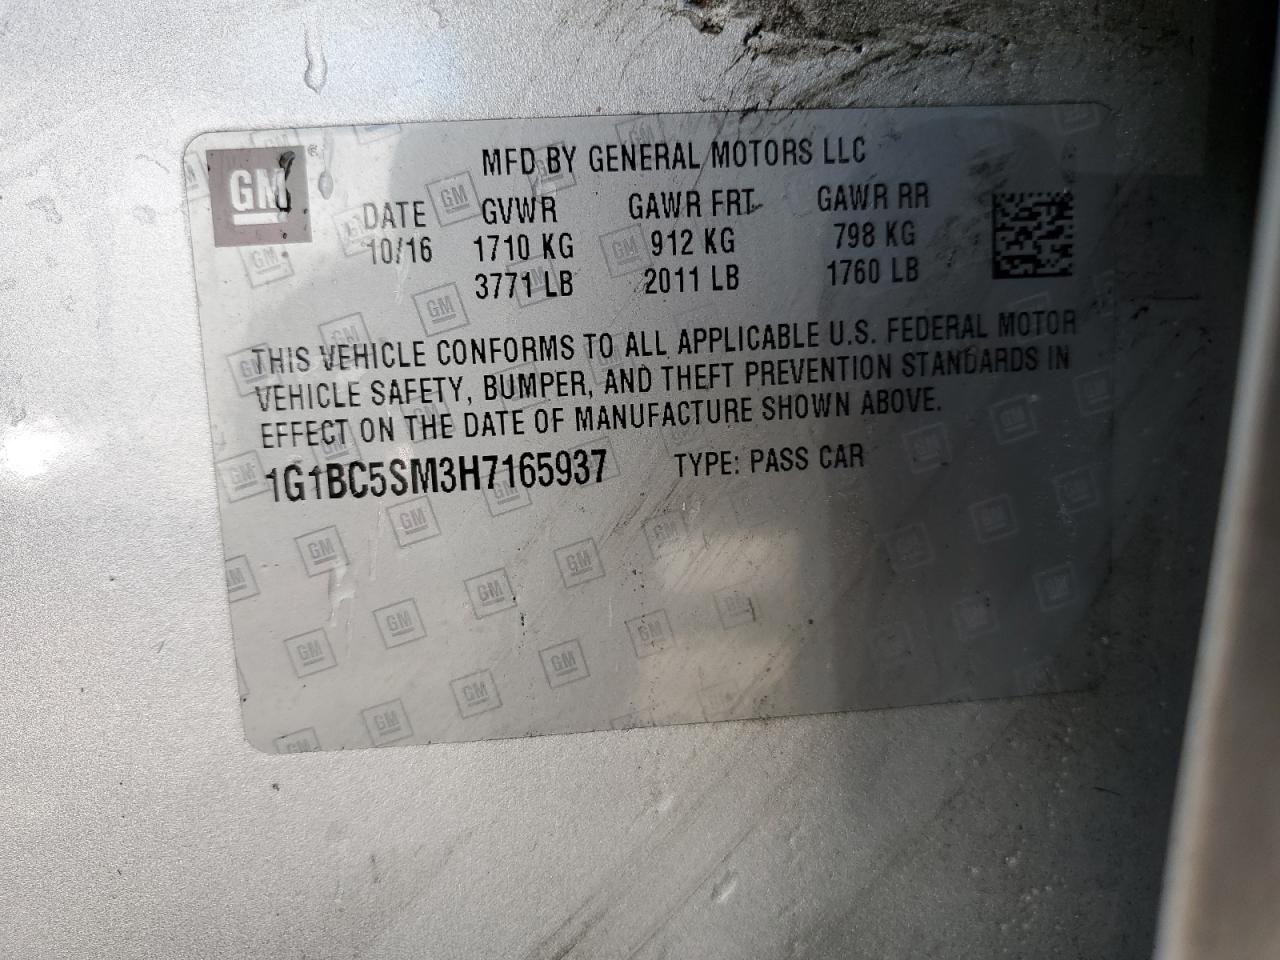 GM ®
MFD BY GENERAL MOTORS LLC
DATE GVWR GAWR FRT GAWR RR
10/16 1710 KG 912 KG 798 KG
3771 LB 2011 LB 1760 LB
THIS VEHICLE CONFORMS TO ALL APPLICABLE U.S. FEDERAL MOTOR
VEHICLE SAFETY, BUMPER, AND THEFT PREVENTION STANDARDS IN
EFFECT ON THE DATE OF MANUFACTURE SHOWN ABOVE.
1G1BC5SM3H7165937 TYPE: PASS CAR